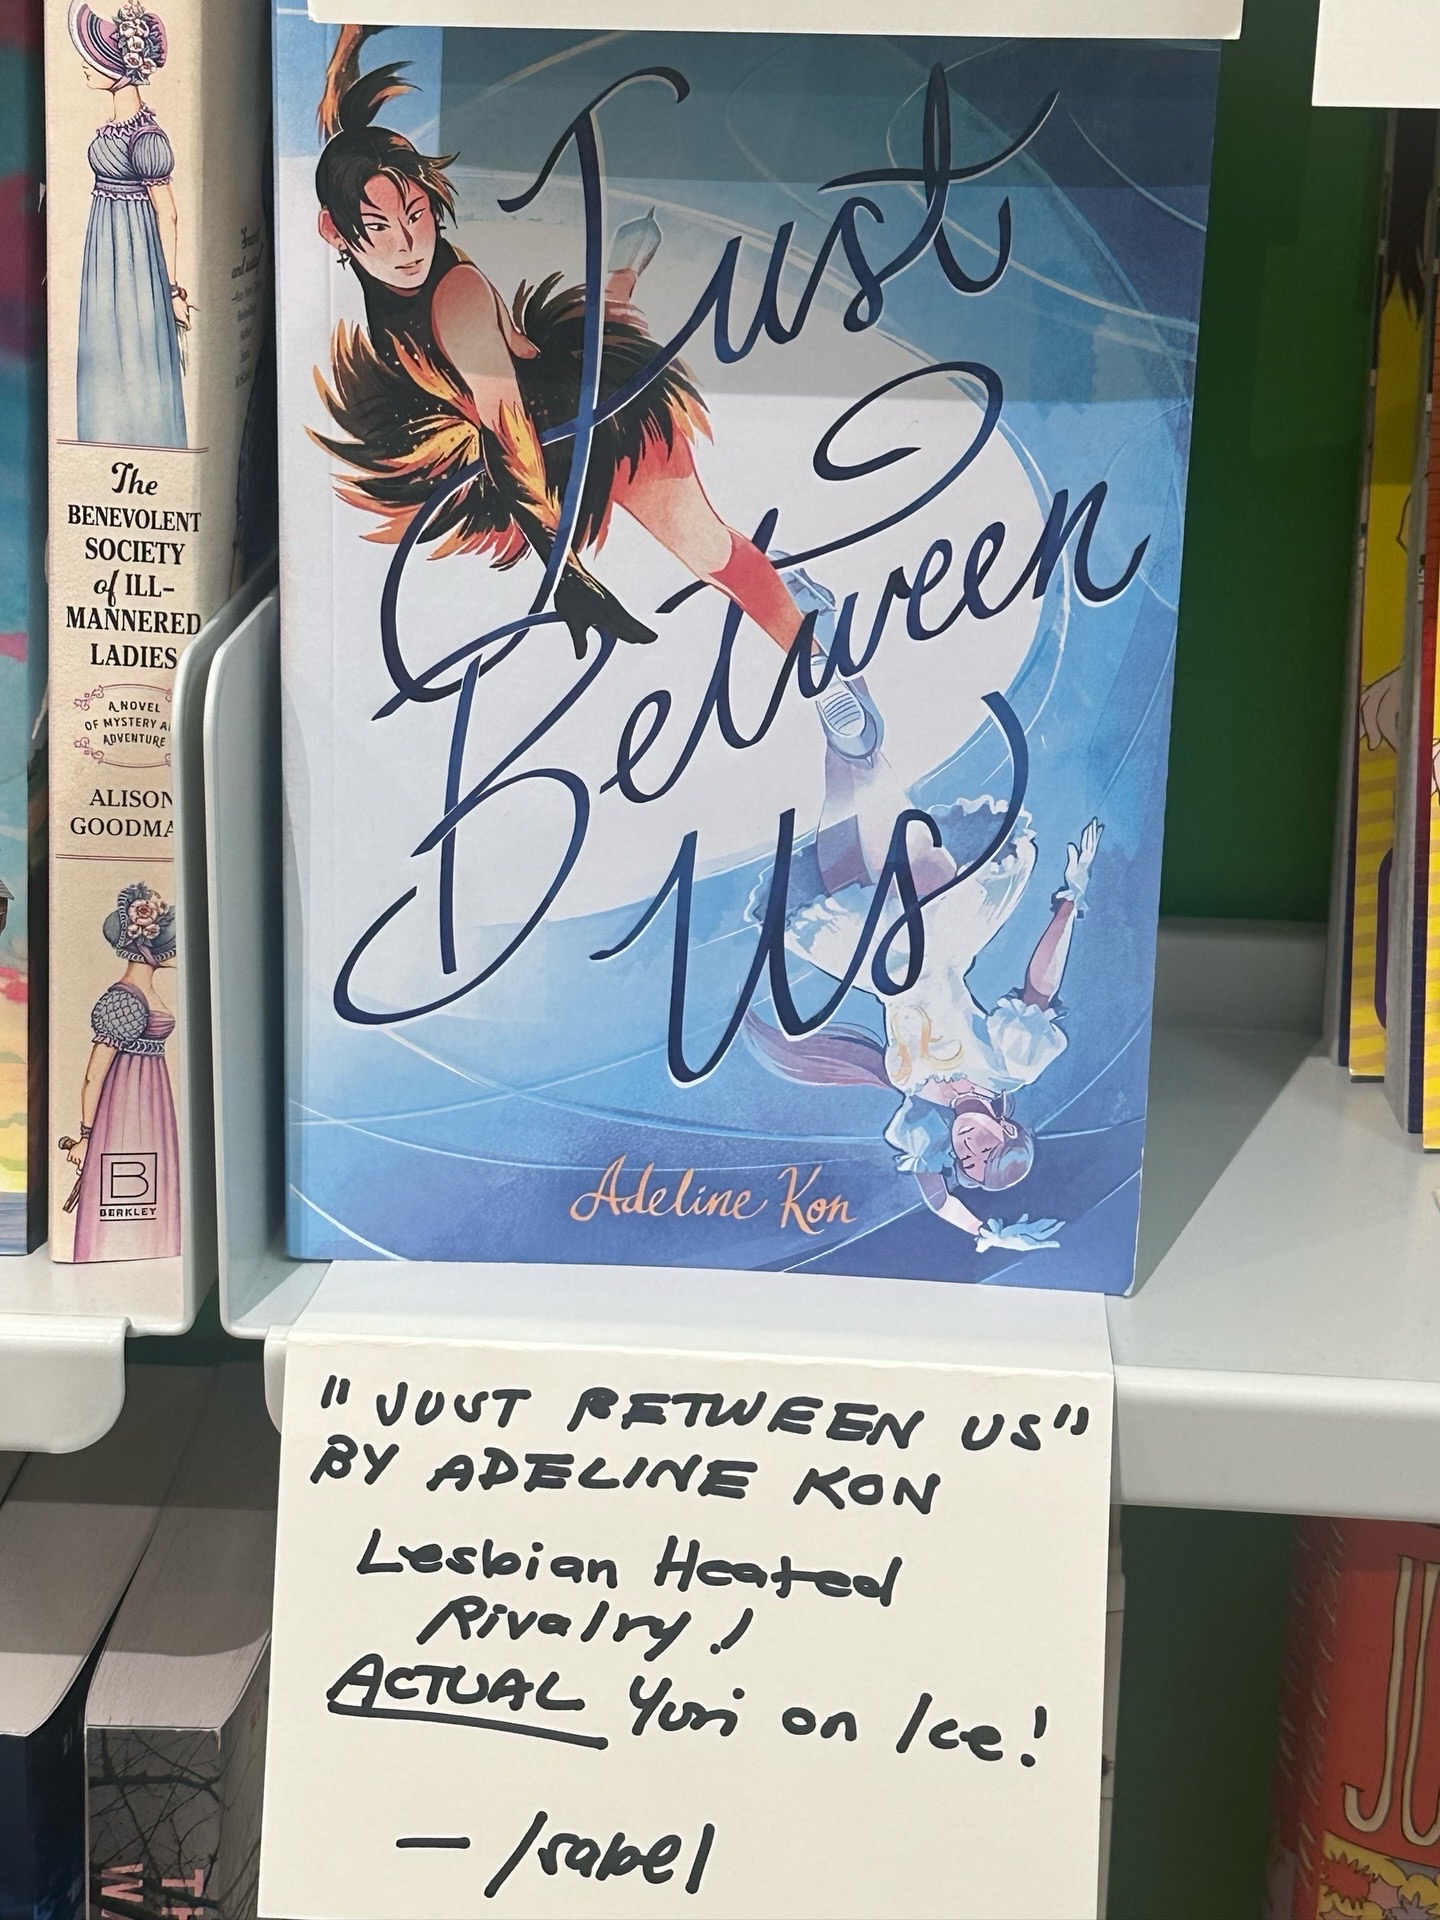 The
BENEVOLENT
SOCIETY
of ILL-
MANNERED
LADIES
A NOVEL
OF MYSTERY A
ADVENTURE
ALISON
GOODMA
B
BERKLEY
Just
Between
Us
Adeline Kon
"JUST BETWEEN US"
BY ADELINE KON
Lesbian Heated
Rivalry!
ACTUAL Yuri on Ice!
— Isabel